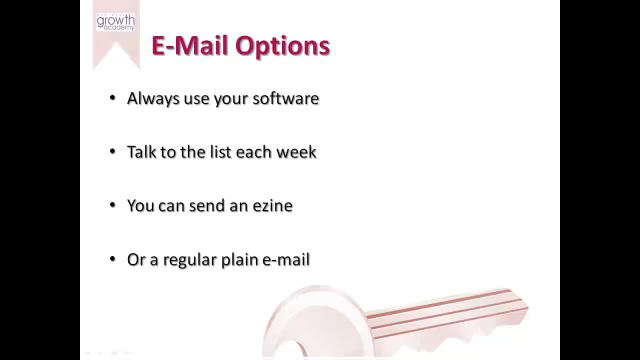 growth
academy
E-Mail Options
• Always use your software
• Talk to the list each week
• You can send an ezine
• Or a regular plain e-mail